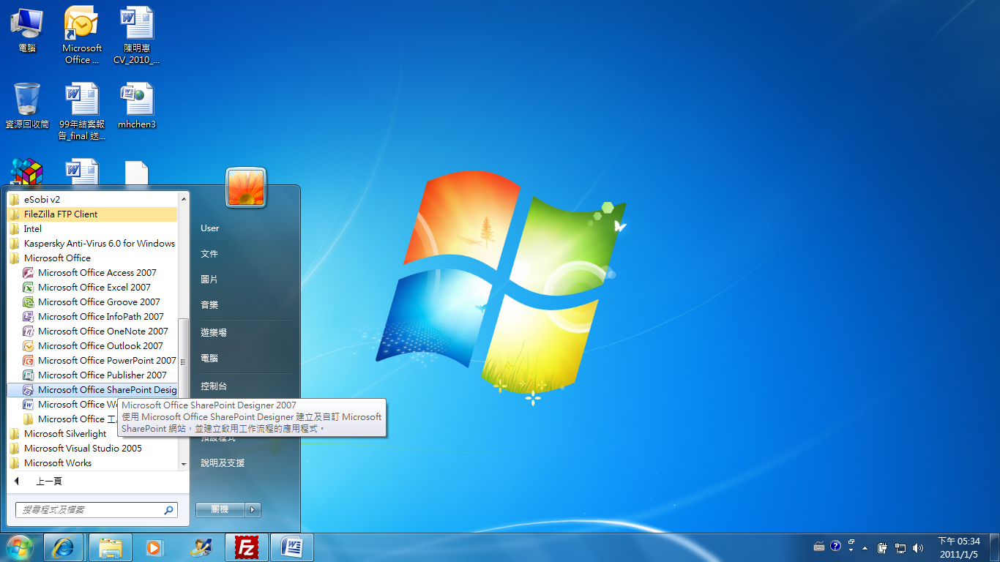 電腦
Microsoft
Office ...
陳明惠
CV_2010_...
資源回收筒
99年結案報
告_final 送...
mhchen3
eSobi v2
FileZilla FTP Client
Intel
Kaspersky Anti-Virus 6.0 for Windows
Microsoft Office
Microsoft Office Access 2007
Microsoft Office Excel 2007
Microsoft Office Groove 2007
Microsoft Office InfoPath 2007
Microsoft Office OneNote 2007
Microsoft Office Outlook 2007
Microsoft Office PowerPoint 2007
Microsoft Office Publisher 2007
Microsoft Office SharePoint Desig
Microsoft Office Wo
Microsoft Office 工
Microsoft Silverlight
Microsoft Visual Studio 2005
Microsoft Works
上一頁
搜尋程式及檔案
User
文件
圖片
音樂
遊樂場
電腦
控制台
Microsoft Office SharePoint Designer 2007
使用 Microsoft Office SharePoint Designer 建立及自訂 Microsoft
SharePoint 網站，並建立啟用工作流程的應用程式。
預設程式
說明及支援
關機
下午 05:34
2011/1/5